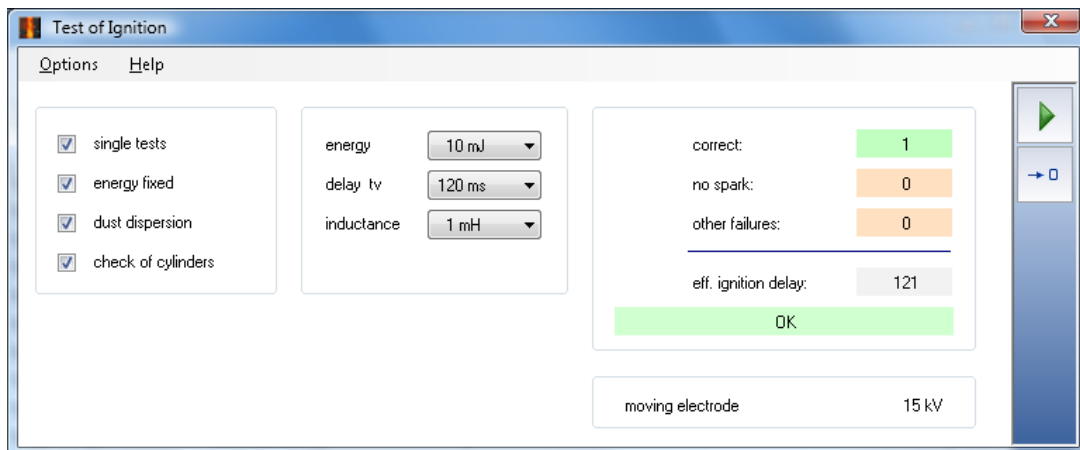 Test of Ignition
Options Help
single tests
energy fixed
dust dispersion
check of cylinders
energy 10 mJ
delay tv 120 ms
inductance 1 mH
correct: 1
no spark: 0
other failures: 0
eff. ignition delay: 121
OK
moving electrode 15 kV
→ 0